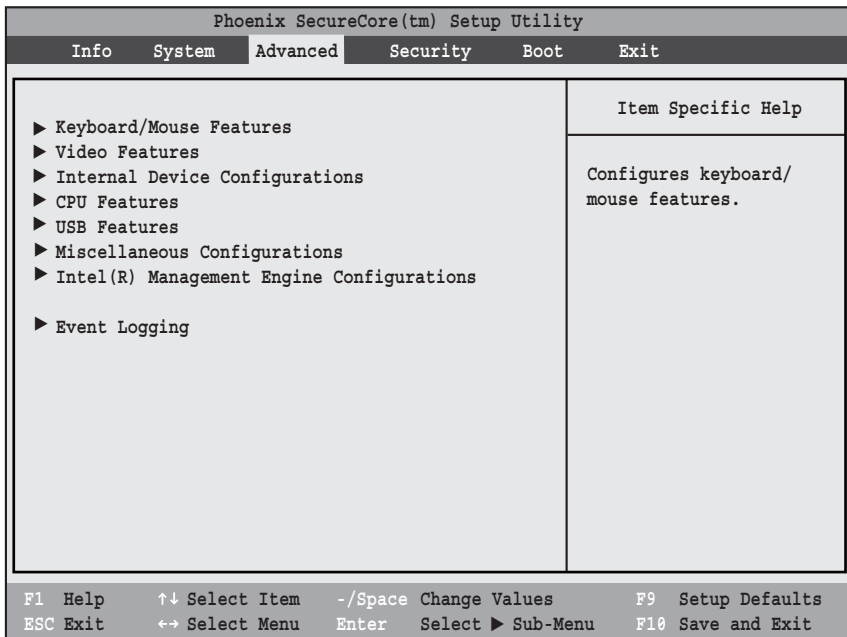 Phoenix SecureCore(tm) Setup Utility
Info System Advanced Security Boot Exit
Item Specific Help
▶ Keyboard/Mouse Features
▶ Video Features
▶ Internal Device Configurations
▶ CPU Features
▶ USB Features
▶ Miscellaneous Configurations
▶ Intel(R) Management Engine Configurations
▶ Event Logging
Configures keyboard/
mouse features.
F1 Help ↑↓ Select Item -/Space Change Values F9 Setup Defaults
ESC Exit ←→ Select Menu Enter Select ▶ Sub-Menu F10 Save and Exit